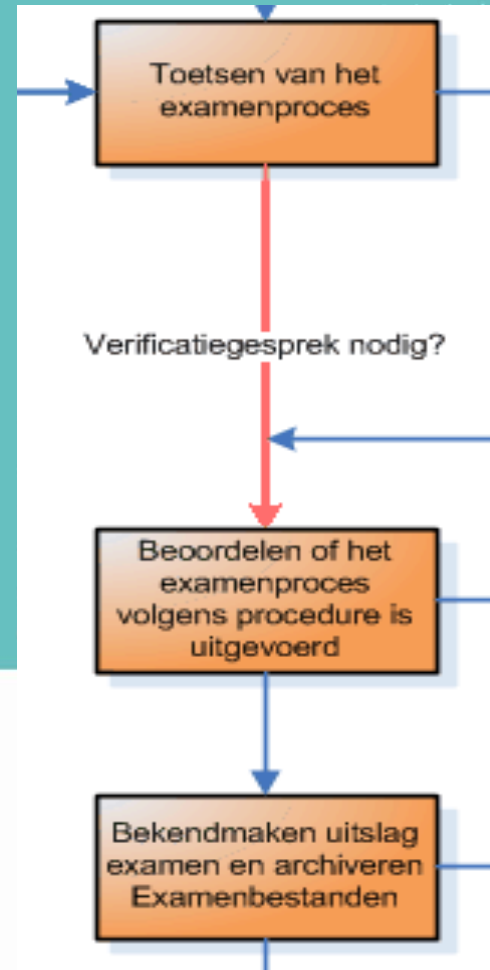 Toetsen van het
examenproces
Verificatiegesprek nodig?
Beoordelen of het
examenproces
volgens procedure is
uitgevoerd
Bekendmaken uitslag
examen en archiveren
Examenbestanden